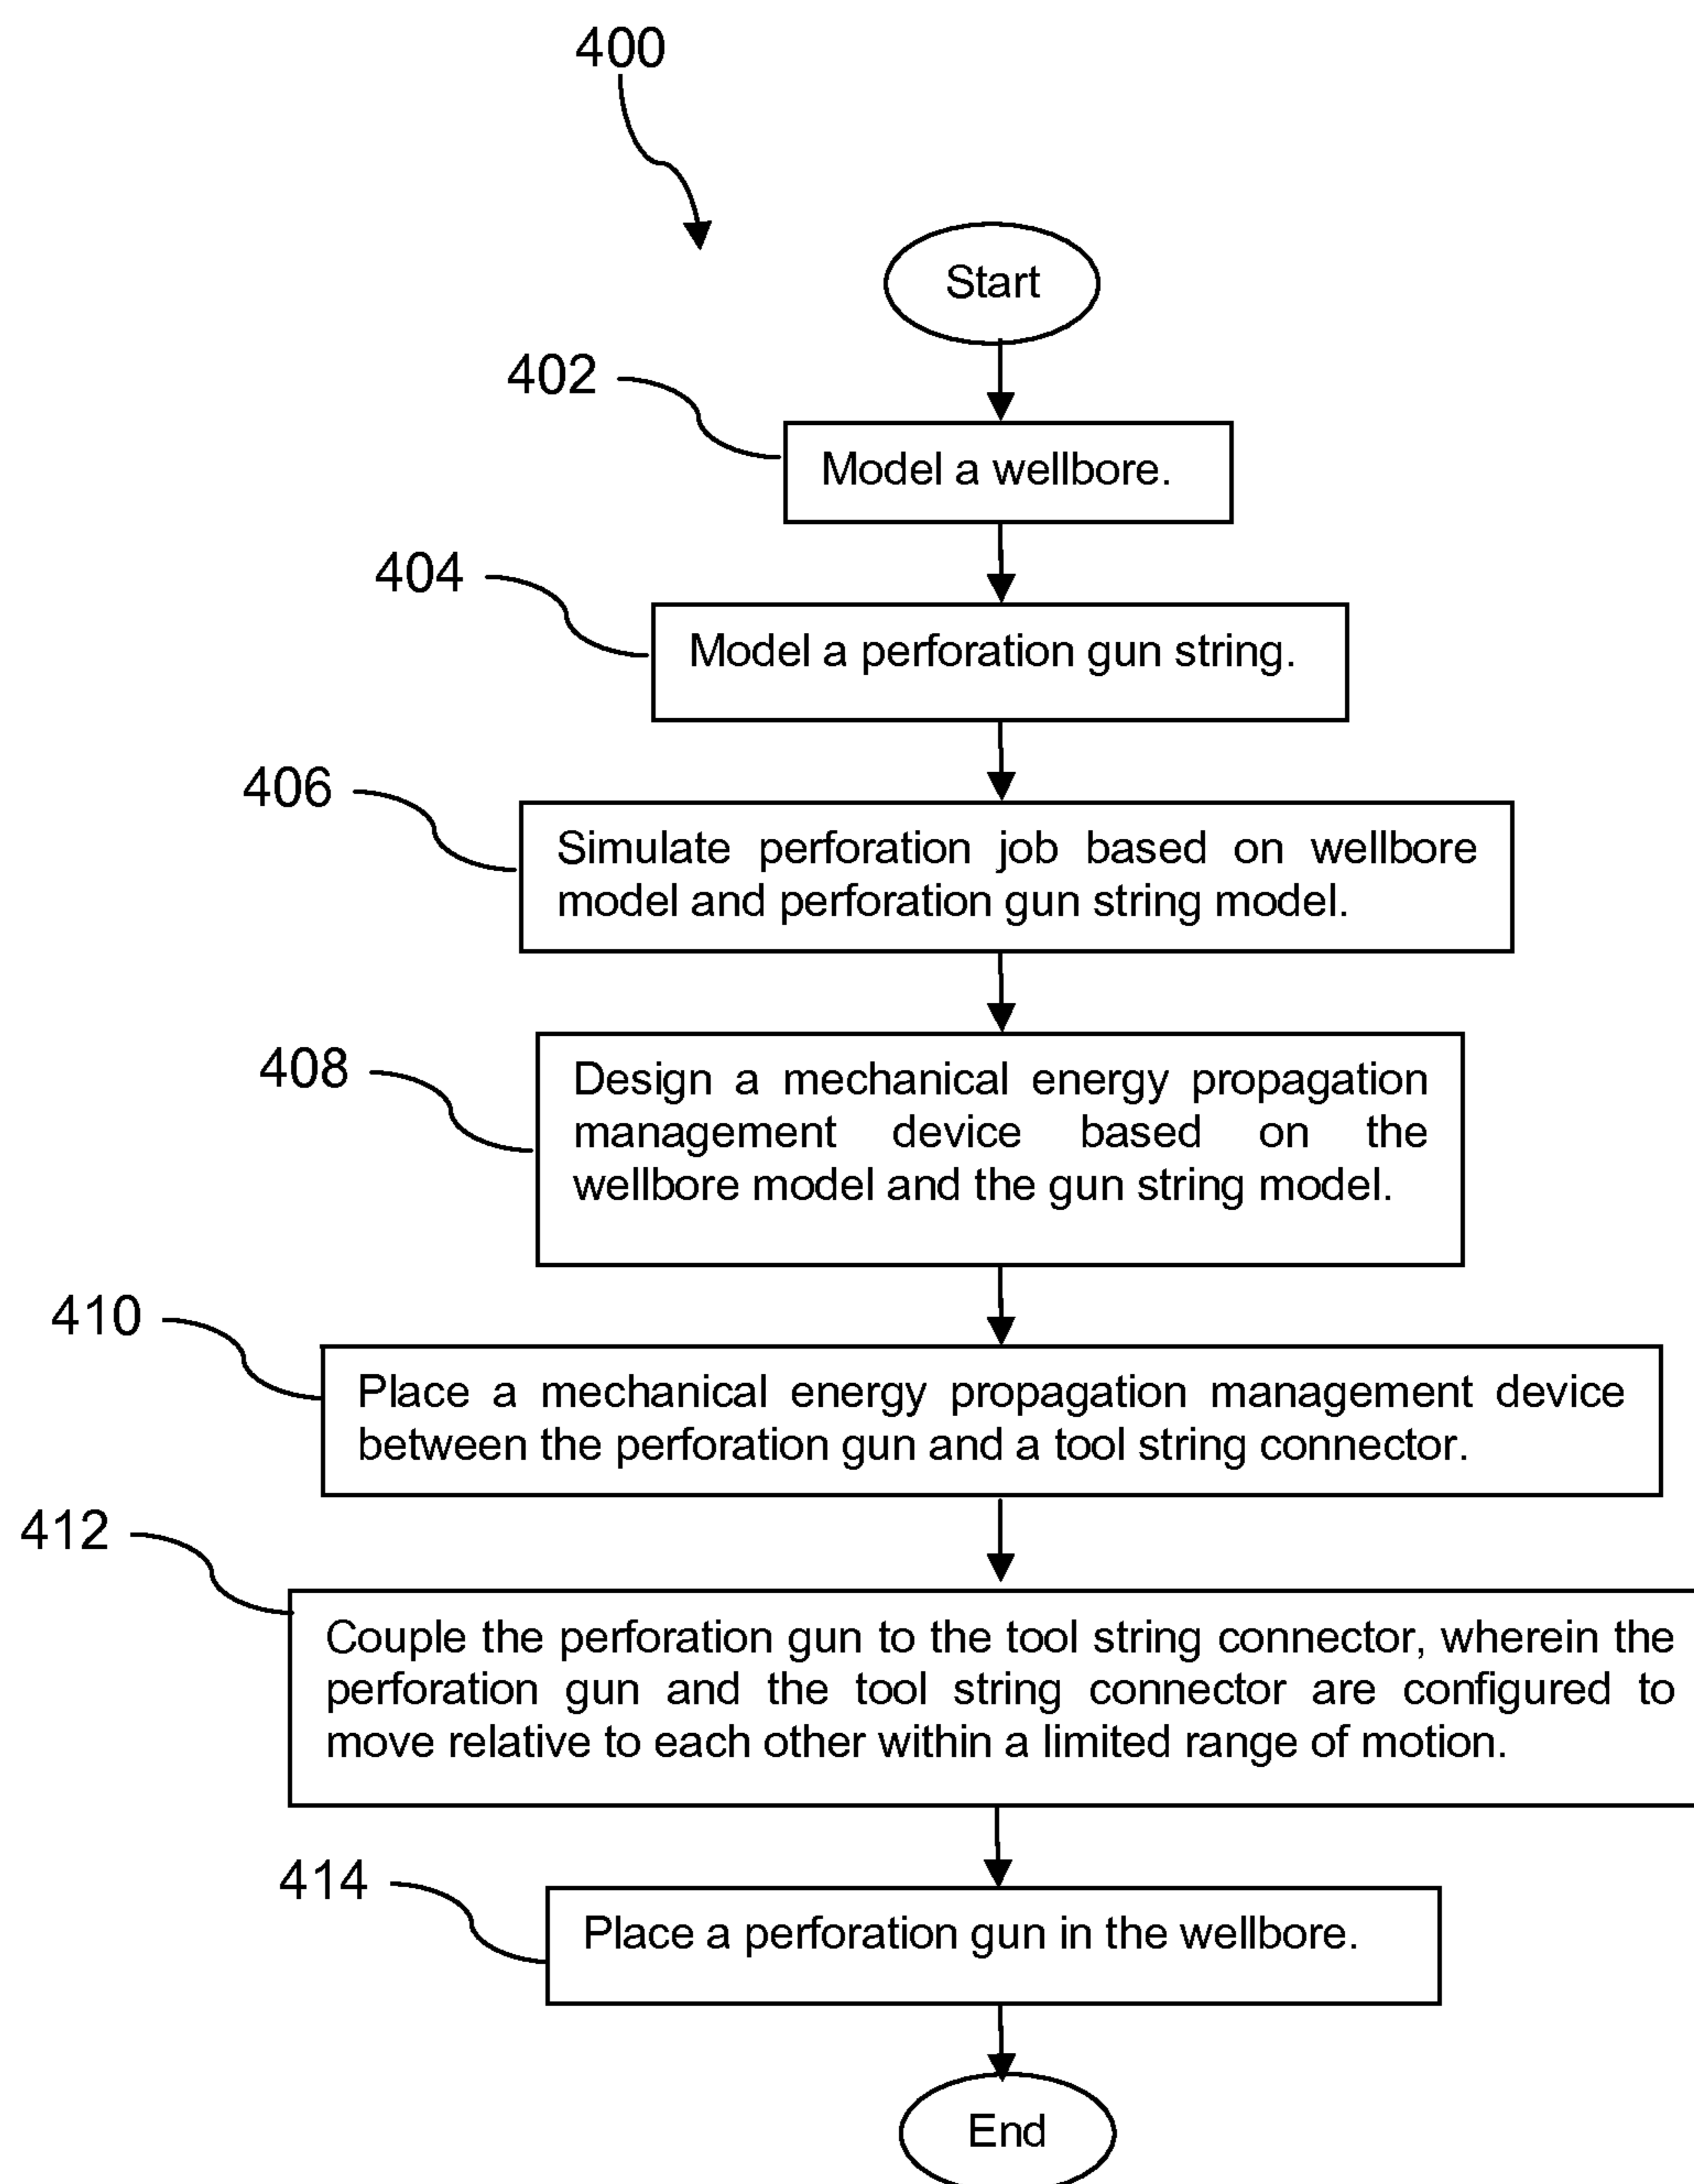 400
Start
402
Model a wellbore.
404
Model a perforation gun string.
406
Simulate perforation job based on wellbore
model and perforation gun string model.
408
Design a mechanical energy propagation
management device based on the
wellbore model and the gun string model.
410
Place a mechanical energy propagation management device
between the perforation gun and a tool string connector.
412
Couple the perforation gun to the tool string connector, wherein the
perforation gun and the tool string connector are configured to
move relative to each other within a limited range of motion.
414
Place a perforation gun in the wellbore.
End